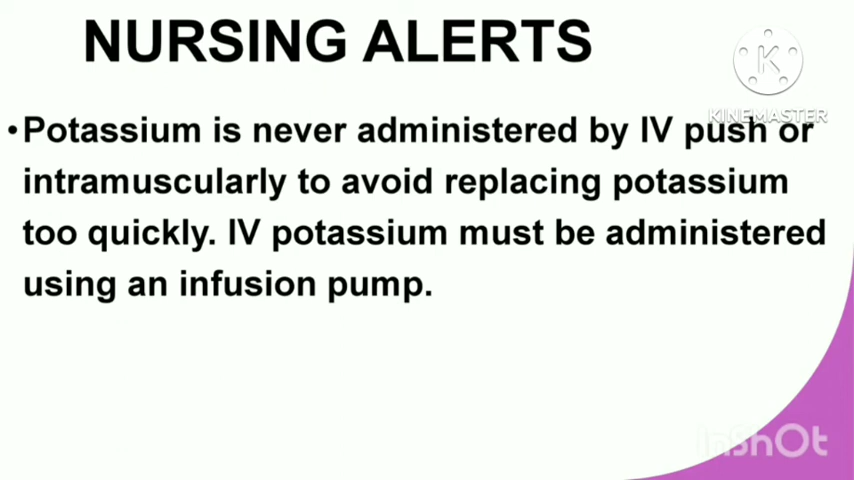 NURSING ALERTS
K
KINEMASTER
•Potassium is never administered by IV push or
intramuscularly to avoid replacing potassium
too quickly. IV potassium must be administered
using an infusion pump.
InShOt